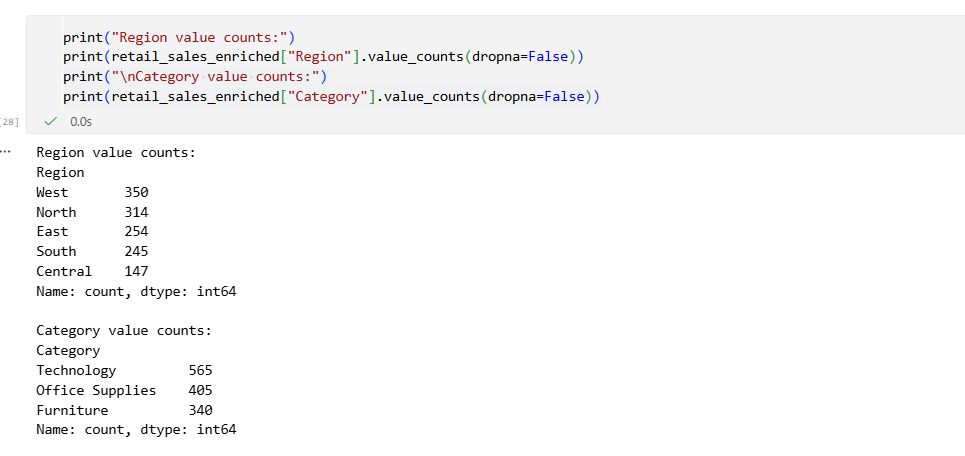 print("Region value counts:")
print(retail_sales_enriched["Region"].value_counts(dropna=False))
print("\nCategory value counts:")
print(retail_sales_enriched["Category"].value_counts(dropna=False))
[28]
0.0s
...
Region value counts:
Region
West       350
North      314
East       254
South      245
Central    147
Name: count, dtype: int64

Category value counts:
Category
Technology         565
Office Supplies    405
Furniture          340
Name: count, dtype: int64